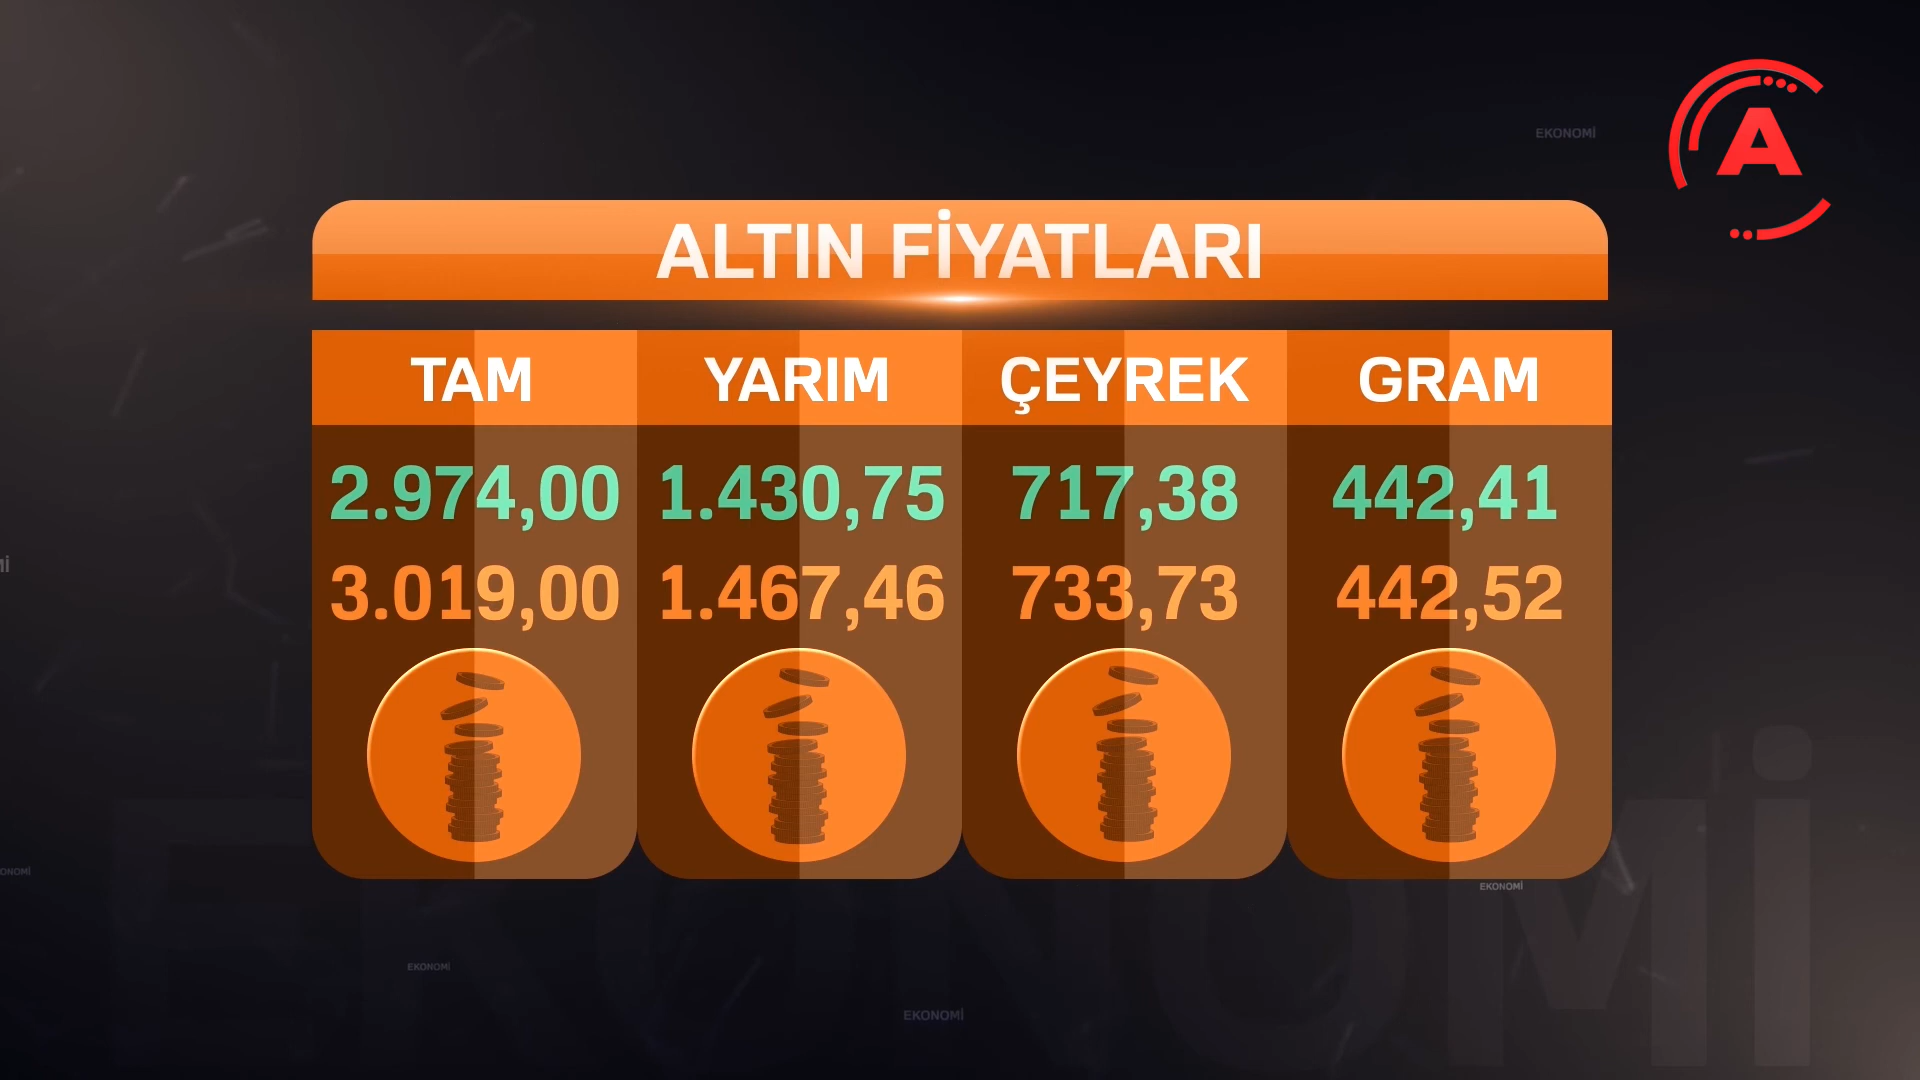 EKONOMİ
A
ALTIN FİYATLARI
TAM YARIM ÇEYREK GRAM
2.974,00 1.430,75 717,38 442,41
3.019,00 1.467,46 733,73 442,52
EKONOMİ
EKONOMİ
EKONOMİ
EKONOMİ